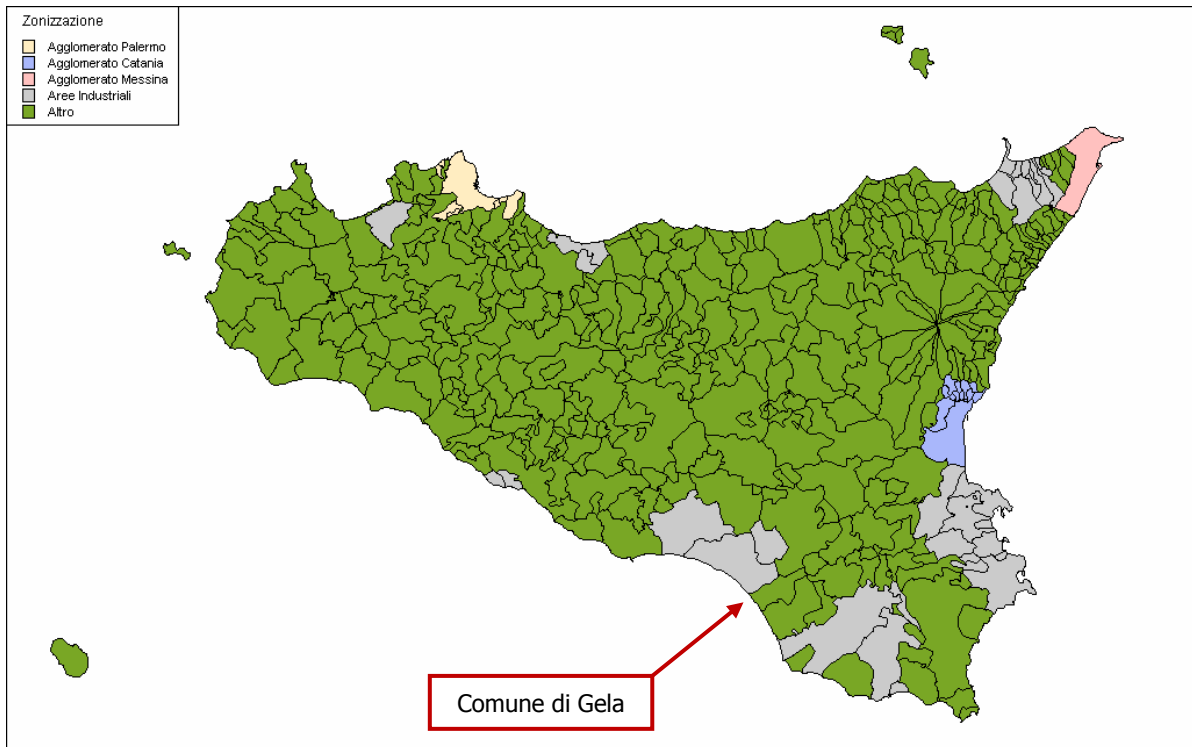 Zonizzazione
Agglomerato Palermo
Agglomerato Catania
Agglomerato Messina
Aree Industriali
Altro
Comune di Gela